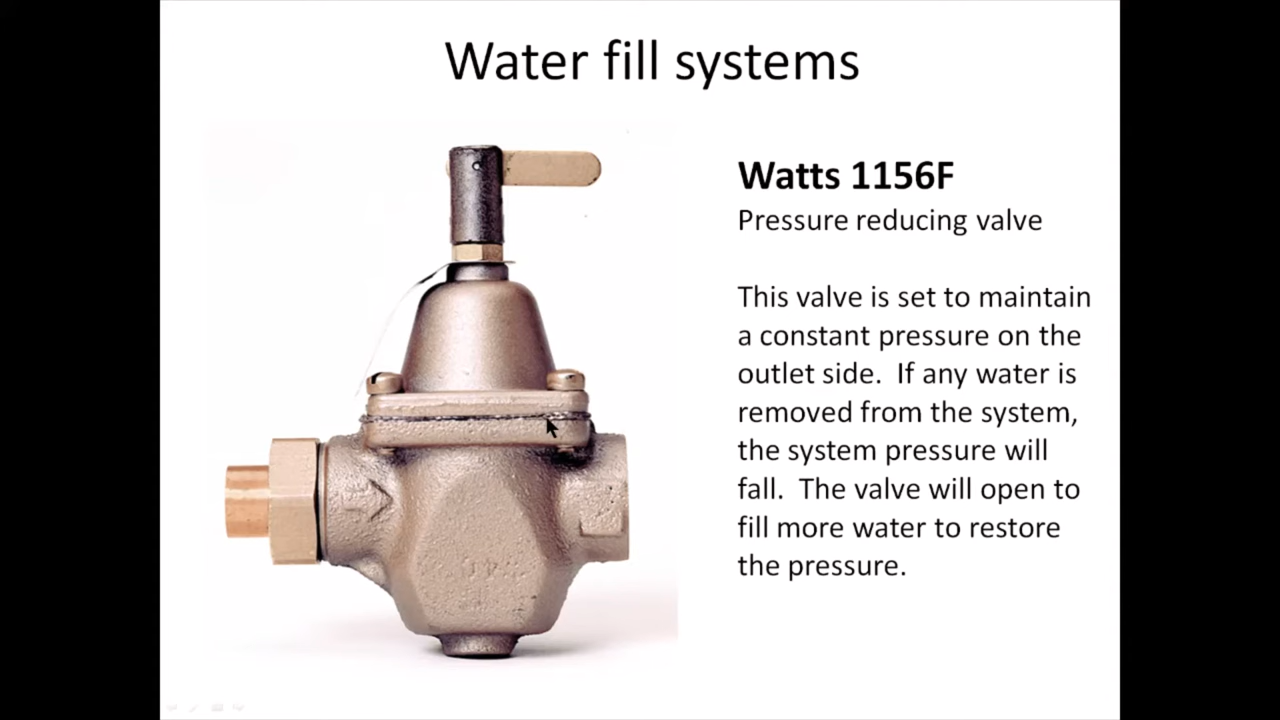 Water fill systems
Watts 1156F
Pressure reducing valve
This valve is set to maintain
a constant pressure on the
outlet side.  If any water is
removed from the system,
the system pressure will
fall.  The valve will open to
fill more water to restore
the pressure.